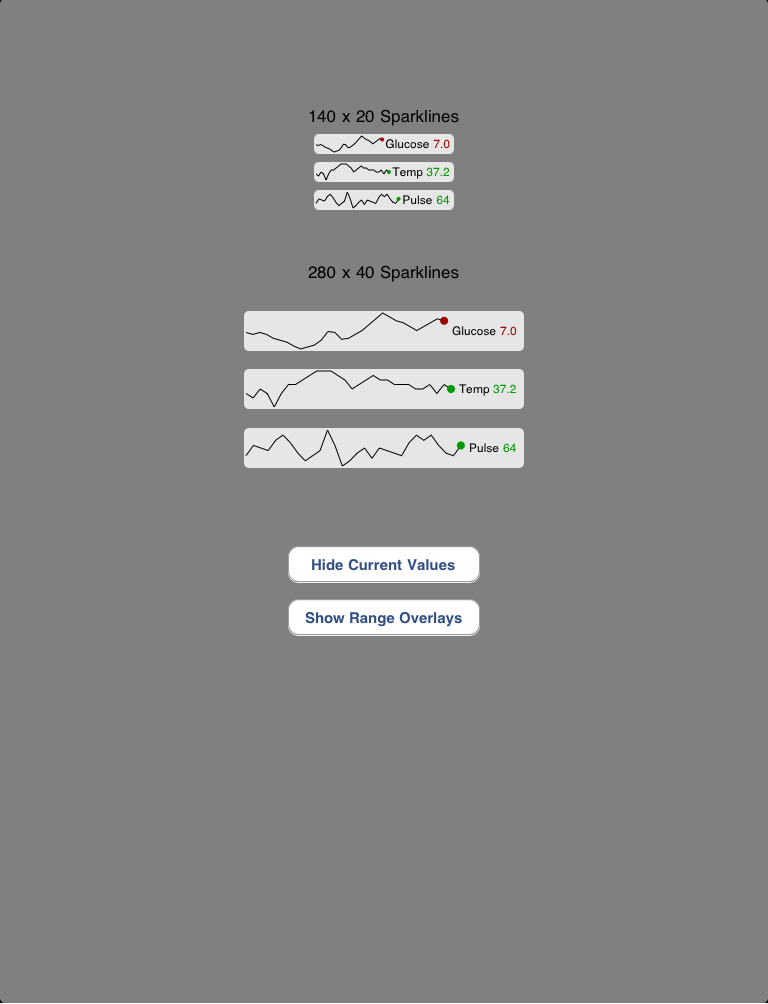 140 x 20 Sparklines
Glucose 7.0
Temp 37.2
Pulse 64
280 x 40 Sparklines
Glucose 7.0
Temp 37.2
Pulse 64
Hide Current Values
Show Range Overlays